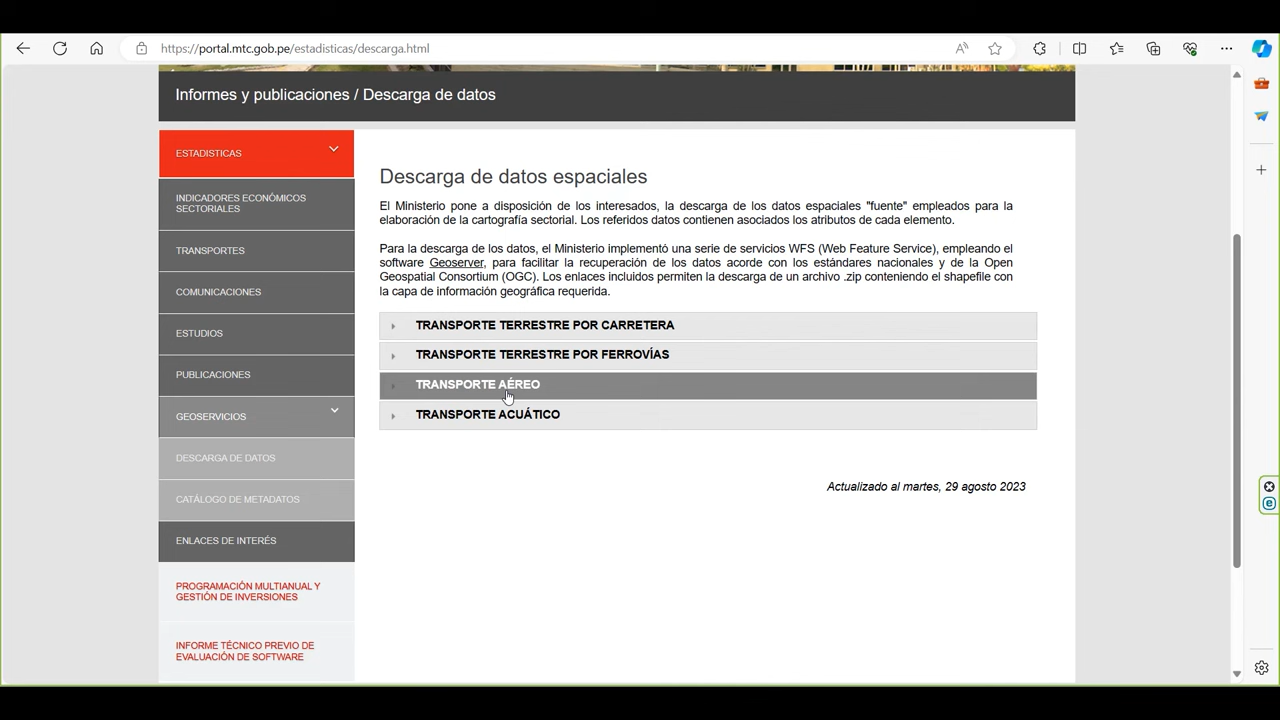 https://portal.mtc.gob.pe/estadisticas/descarga.html
Informes y publicaciones / Descarga de datos
ESTADISTICAS
INDICADORES ECONÓMICOS
SECTORIALES
TRANSPORTES
COMUNICACIONES
ESTUDIOS
PUBLICACIONES
GEOSERVICIOS
DESCARGA DE DATOS
CATÁLOGO DE METADATOS
ENLACES DE INTERÉS
PROGRAMACIÓN MULTIANUAL Y
GESTIÓN DE INVERSIONES
INFORME TÉCNICO PREVIO DE
EVALUACIÓN DE SOFTWARE
Descarga de datos espaciales
El Ministerio pone a disposición de los interesados, la descarga de los datos espaciales "fuente" empleados para la
elaboración de la cartografía sectorial. Los referidos datos contienen asociados los atributos de cada elemento.
Para la descarga de los datos, el Ministerio implementó una serie de servicios WFS (Web Feature Service), empleando el
software Geoserver, para facilitar la recuperación de los datos acorde con los estándares nacionales y de la Open
Geospatial Consortium (OGC). Los enlaces incluidos permiten la descarga de un archivo .zip conteniendo el shapefile con
la capa de información geográfica requerida.
TRANSPORTE TERRESTRE POR CARRETERA
TRANSPORTE TERRESTRE POR FERROVÍAS
TRANSPORTE AÉREO
TRANSPORTE ACUÁTICO
Actualizado al martes, 29 agosto 2023